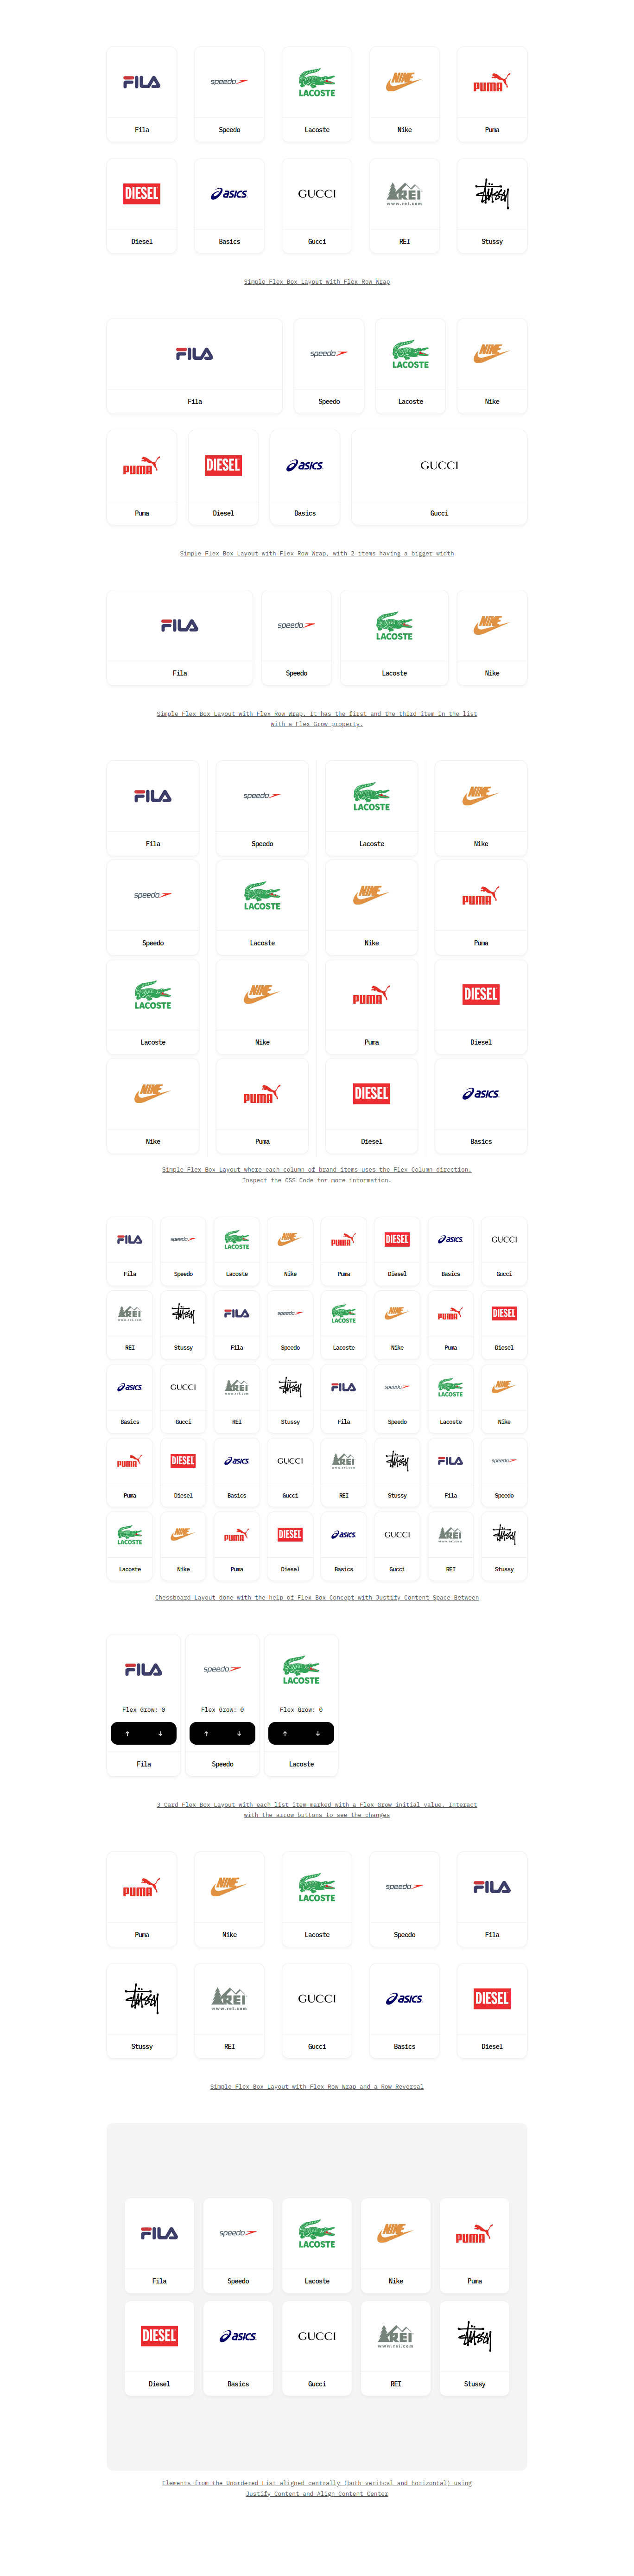 FILA speedo LACOSTE NIKE PUMA
Fila Speedo Lacoste Nike Puma
DIESEL asics GUCCI REI www.rei.com Stüssy
Diesel Basics Gucci REI Stussy
Simple Flex Box Layout with Flex Row Wrap
FILA speedo LACOSTE NIKE
Fila Speedo Lacoste Nike
PUMA DIESEL asics GUCCI
Puma Diesel Basics Gucci
Simple Flex Box Layout with Flex Row Wrap, with 2 items having a bigger width
FILA speedo LACOSTE NIKE
Fila Speedo Lacoste Nike
Simple Flex Box Layout with Flex Row Wrap. It has the first and the third item in the list
with a Flex Grow property.
FILA speedo LACOSTE NIKE
Fila Speedo Lacoste Nike
speedo LACOSTE NIKE PUMA
Speedo Lacoste Nike Puma
LACOSTE NIKE PUMA DIESEL
Lacoste Nike Puma Diesel
NIKE PUMA DIESEL asics
Nike Puma Diesel Basics
Simple Flex Box Layout where each column of brand items uses the Flex Column direction.
Inspect the CSS Code for more information.
FILA speedo LACOSTE NIKE PUMA DIESEL asics GUCCI
Fila Speedo Lacoste Nike Puma Diesel Basics Gucci
REI www.rei.com Stüssy FILA speedo LACOSTE NIKE PUMA DIESEL
REI Stussy Fila Speedo Lacoste Nike Puma Diesel
asics GUCCI REI www.rei.com Stüssy FILA speedo LACOSTE NIKE
Basics Gucci REI Stussy Fila Speedo Lacoste Nike
PUMA DIESEL asics GUCCI REI www.rei.com Stüssy FILA speedo
Puma Diesel Basics Gucci REI Stussy Fila Speedo
LACOSTE NIKE PUMA DIESEL asics GUCCI REI www.rei.com Stüssy
Lacoste Nike Puma Diesel Basics Gucci REI Stussy
Chessboard Layout done with the help of Flex Box Concept with Justify Content Space Between
FILA speedo LACOSTE
Flex Grow: 0 Flex Grow: 0 Flex Grow: 0
↑ ↓ ↑ ↓ ↑ ↓
Fila Speedo Lacoste
3 Card Flex Box Layout with each list item marked with a Flex Grow initial value. Interact
with the arrow buttons to see the changes
PUMA NIKE LACOSTE speedo FILA
Puma Nike Lacoste Speedo Fila
Stüssy REI www.rei.com GUCCI asics DIESEL
Stussy REI Gucci Basics Diesel
Simple Flex Box Layout with Flex Row Wrap and a Row Reversal
FILA speedo LACOSTE NIKE PUMA
Fila Speedo Lacoste Nike Puma
DIESEL asics GUCCI REI www.rei.com Stüssy
Diesel Basics Gucci REI Stussy
Elements from the Unordered List aligned centrally (both veritcal and horizontal) using
Justify Content and Align Content Center